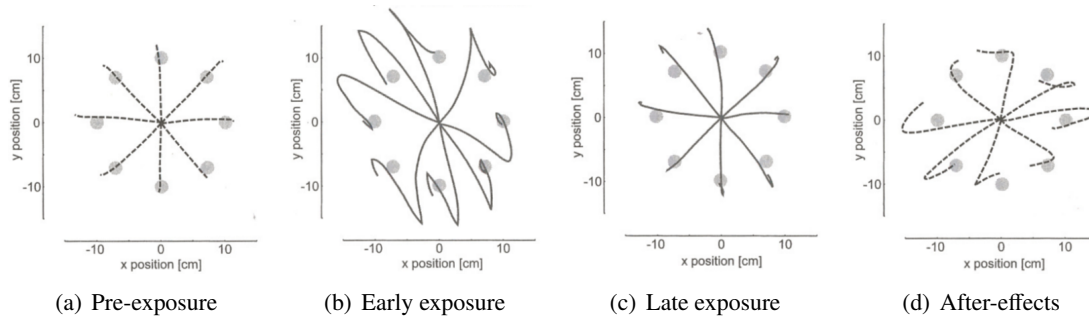 y position [cm]
10
0
-10
-10
0
10
x position [cm]
(a) Pre-exposure
y position [cm]
10
0
-10
-10
0
10
x position [cm]
(b) Early exposure
y position [cm]
10
0
-10
-10
0
10
x position [cm]
(c) Late exposure
y position [cm]
10
0
-10
-10
0
10
x position [cm]
(d) After-effects